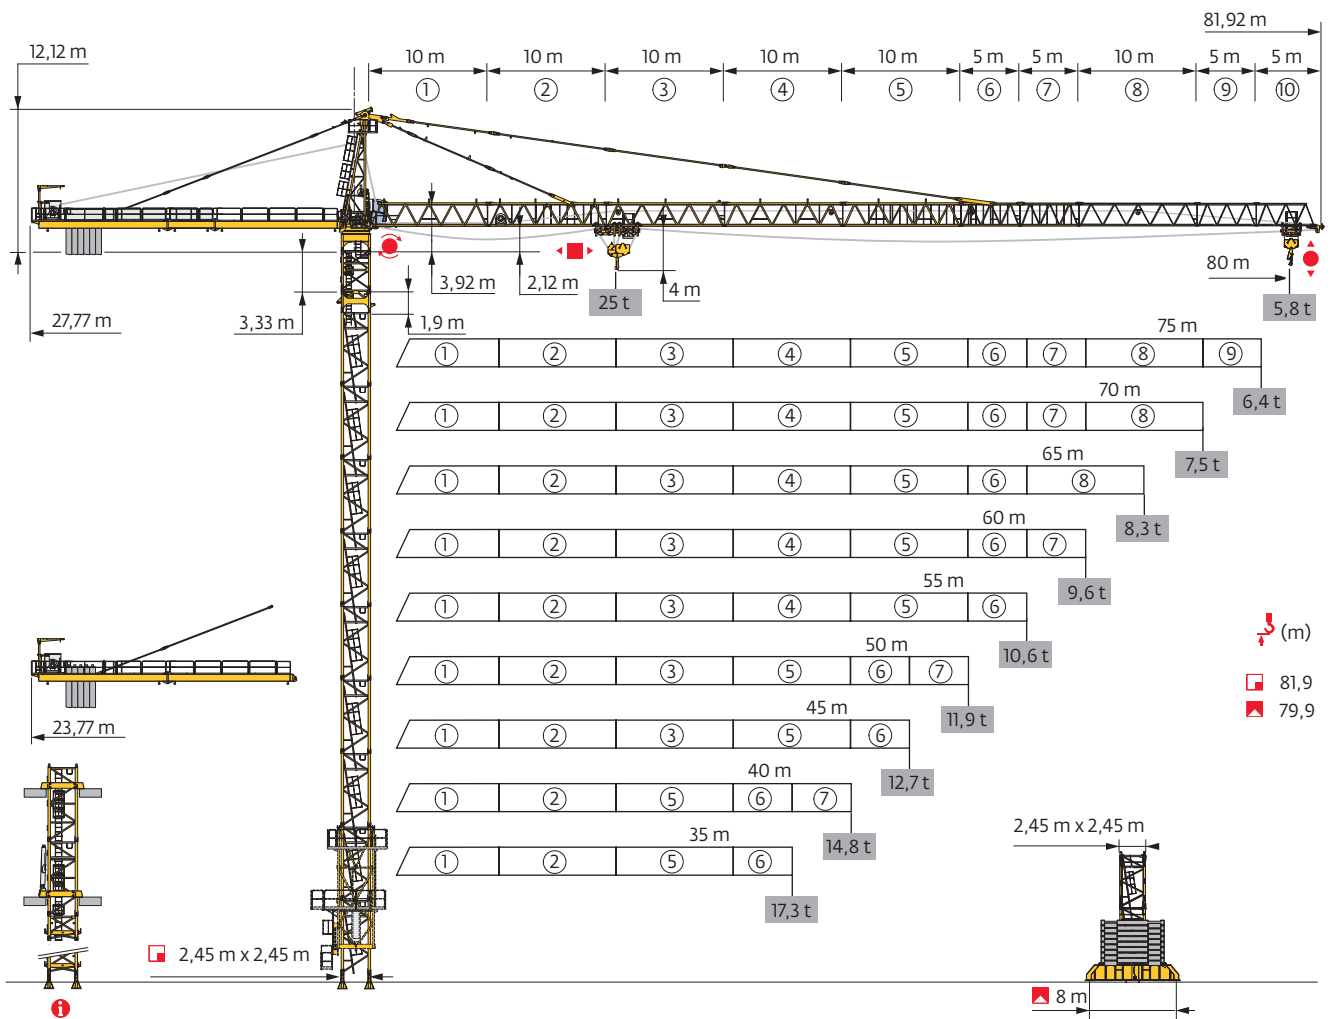 81,92 m
12,12 m
10 m 10 m 10 m 10 m 10 m 5 m 5 m 10 m 5 m 5 m
① ② ③ ④ ⑤ ⑥ ⑦ ⑧ ⑨ ⑩
3,92 m
2,12 m
4 m
80 m
25 t
5,8 t
27,77 m
3,33 m
1,9 m
75 m
① ② ③ ④ ⑤ ⑥ ⑦ ⑧ ⑨
6,4 t
70 m
① ② ③ ④ ⑤ ⑥ ⑦ ⑧
7,5 t
65 m
① ② ③ ④ ⑤ ⑥ ⑧
8,3 t
60 m
① ② ③ ④ ⑤ ⑥ ⑦
9,6 t
55 m
① ② ③ ④ ⑤ ⑥
10,6 t
(m)
50 m
① ② ③ ⑤ ⑥ ⑦
11,9 t
81,9
79,9
23,77 m
45 m
① ② ③ ⑤ ⑥
12,7 t
40 m
① ② ⑤ ⑥ ⑦
14,8 t
35 m
① ② ⑤ ⑥
17,3 t
2,45 m x 2,45 m
2,45 m x 2,45 m
8 m
i